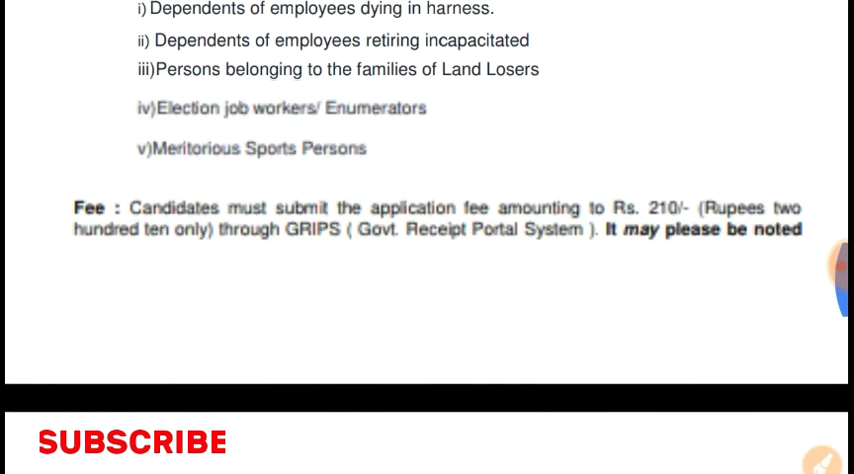 i) Dependents of employees dying in harness.
ii) Dependents of employees retiring incapacitated
iii)Persons belonging to the families of Land Losers
iv)Election job workers/ Enumerators
v)Meritorious Sports Persons
Fee : Candidates must submit the application fee amounting to Rs. 210/- (Rupees two
hundred ten only) through GRIPS ( Govt. Receipt Portal System ). It may please be noted
SUBSCRIBE